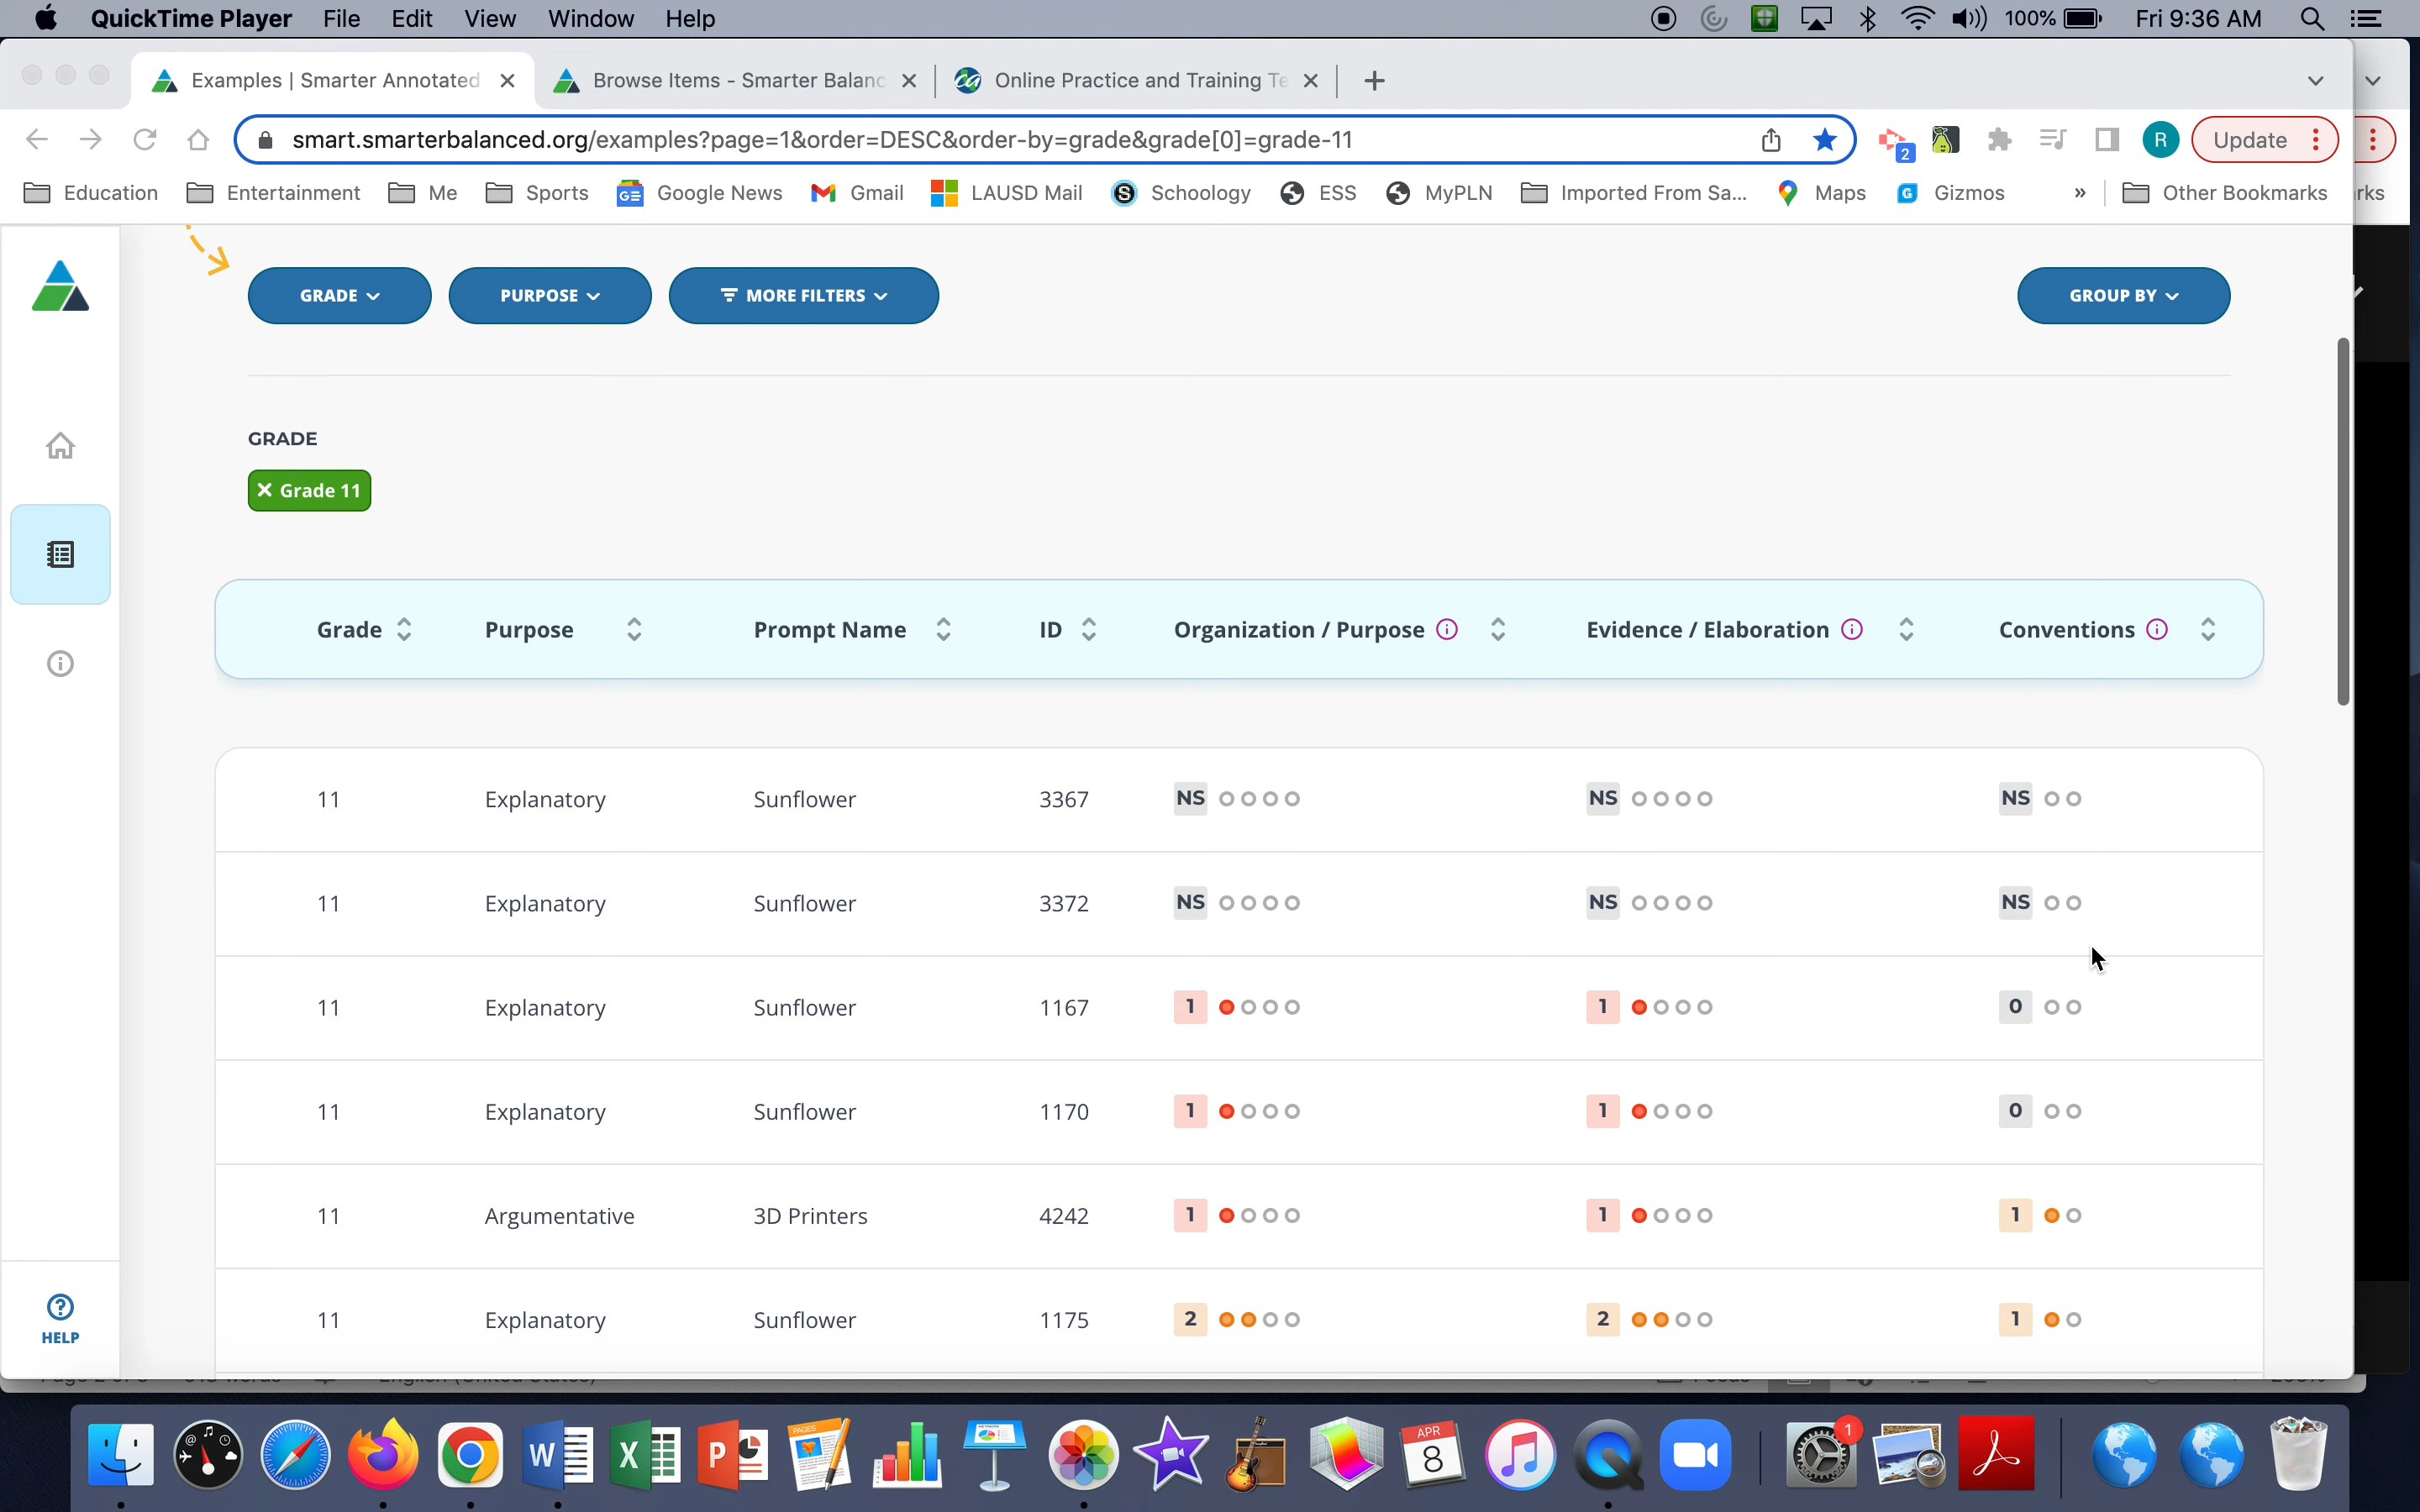 QuickTime Player File Edit View Window Help 100% Fri 9:36 AM
Examples | Smarter Annotated Browse Items - Smarter Balanc Online Practice and Training Te
smart.smarterbalanced.org/examples?page=1&order=DESC&order-by=grade&grade[0]=grade-11 2 R Update
Education Entertainment Me Sports GE Google News Gmail LAUSD Mail S Schoology ESS MyPLN Imported From Sa... Maps G Gizmos » Other Bookmarks rks
GRADE PURPOSE MORE FILTERS GROUP BY
GRADE
× Grade 11
Grade Purpose Prompt Name ID Organization / Purpose Evidence / Elaboration Conventions
11 Explanatory Sunflower 3367 NS NS NS
11 Explanatory Sunflower 3372 NS NS NS
11 Explanatory Sunflower 1167 1 1 0
11 Explanatory Sunflower 1170 1 1 0
11 Argumentative 3D Printers 4242 1 1 1
11 Explanatory Sunflower 1175 2 2 1
HELP
W X P APR 8 1